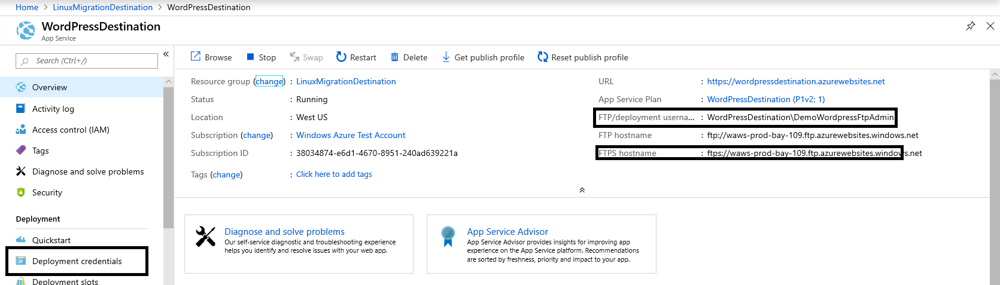 Home > LinuxMigrationDestination > WordPressDestination
WordPressDestination
App Service
Search (Ctrl+/)
Overview
Activity log
Access control (IAM)
Tags
Diagnose and solve problems
Security
Deployment
Quickstart
Deployment credentials
Deployment slots
Browse Stop Swap Restart Delete Get publish profile Reset publish profile
Resource group (change) : LinuxMigrationDestination
Status : Running
Location : West US
Subscription (change) : Windows Azure Test Account
Subscription ID : 38034874-e6d1-4670-8951-240ad639221a
Tags (change) : Click here to add tags
URL : https://wordpressdestination.azurewebsites.net
App Service Plan : WordPressDestination (P1v2: 1)
FTP/deployment userna... : WordPressDestination\DemoWordpressFtpAdmin
FTP hostname : ftp://waws-prod-bay-109.ftp.azurewebsites.windows.net
FTPS hostname : ftps://waws-prod-bay-109.ftp.azurewebsites.windows.net
Diagnose and solve problems
Our self-service diagnostic and troubleshooting experience
helps you identify and resolve issues with your web app.
App Service Advisor
App Service Advisor provides insights for improving app
experience on the App Service platform. Recommendations
are sorted by freshness, priority and impact to your app.